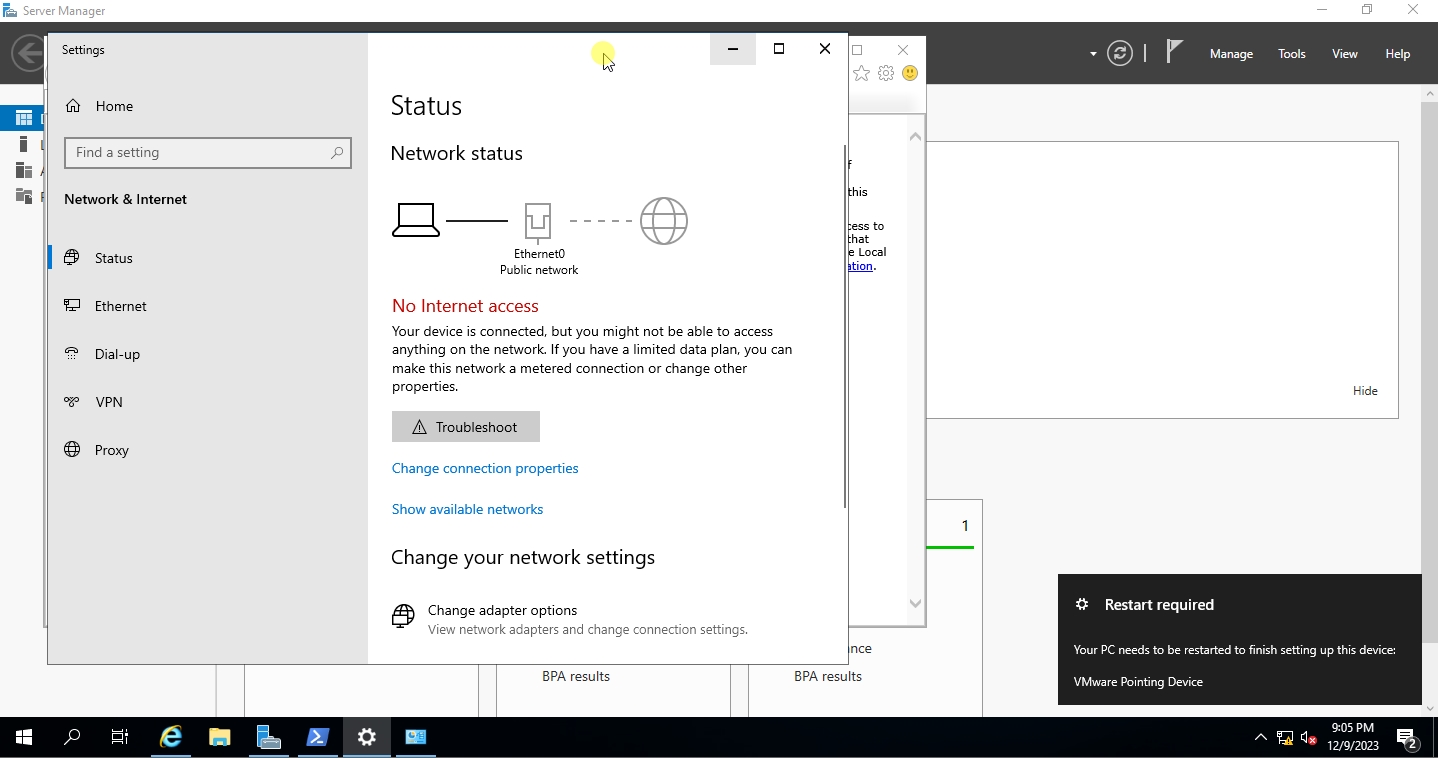 Server Manager
Manage
Tools
View
Help
Settings
Home
Find a setting
Network & Internet
Status
Ethernet
Dial-up
VPN
Proxy
Status
Network status
Ethernet0
Public network
No Internet access
Your device is connected, but you might not be able to access
anything on the network. If you have a limited data plan, you can
make this network a metered connection or change other
properties.
Troubleshoot
Change connection properties
Show available networks
Change your network settings
Change adapter options
View network adapters and change connection settings.
this
to
that
Local
Hide
1
BPA results
BPA results
Restart required
Your PC needs to be restarted to finish setting up this device:
VMware Pointing Device
9:05 PM
12/9/2023
2